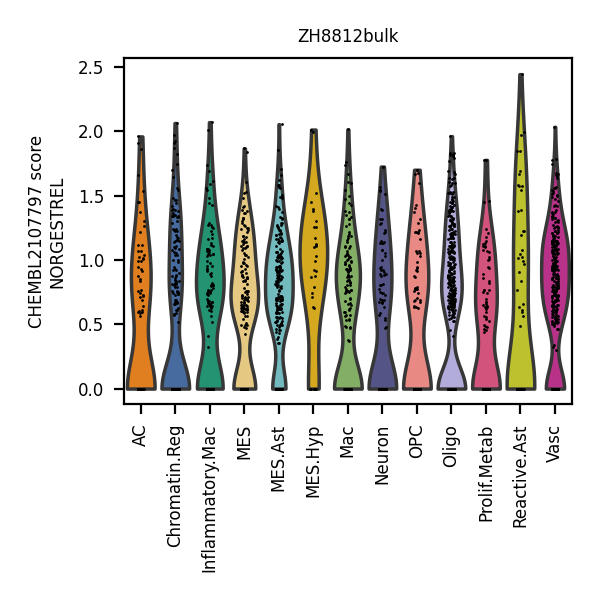 ZH8812bulk
CHEMBL2107797 score
NORGESTREL
2.5
2.0
1.5
1.0
0.5
0.0
AC
Chromatin.Reg
Inflammatory.Mac
MES
MES.Ast
MES.Hyp
Mac
Neuron
OPC
Oligo
Prolif.Metab
Reactive.Ast
Vasc